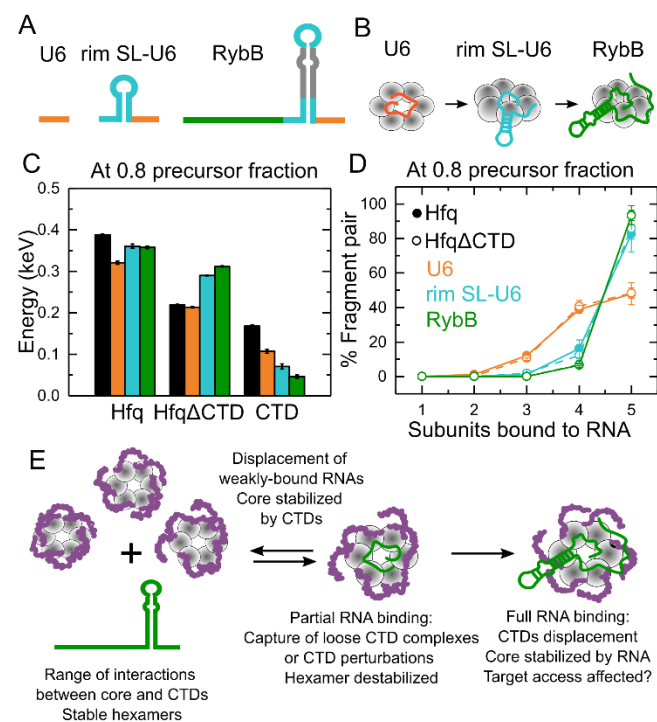 A
U6 rim SL-U6 RybB
B
U6 rim SL-U6 RybB
C
At 0.8 precursor fraction
Energy (keV)
0.4
0.3
0.2
0.1
0.0
Hfq HfqΔCTD CTD
D
At 0.8 precursor fraction
% Fragment pair
100
80
60
40
20
0
Hfq
HfqΔCTD
U6
rim SL-U6
RybB
1 2 3 4 5
Subunits bound to RNA
E
Displacement of
weakly-bound RNAs
Core stabilized
by CTDs
+
Range of interactions
between core and CTDs
Stable hexamers
Partial RNA binding:
Capture of loose CTD complexes
or CTD perturbations
Hexamer destabilized
Full RNA binding:
CTDs displacement
Core stabilized by RNA
Target access affected?